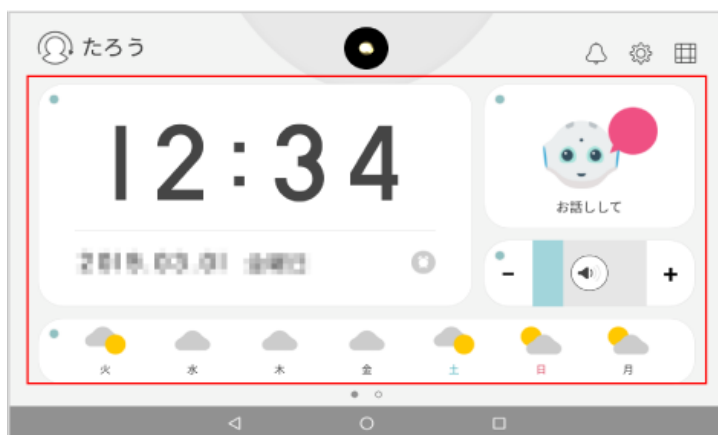 たろう
12:34
お話しして
- +
火 水 木 金 土 日 月